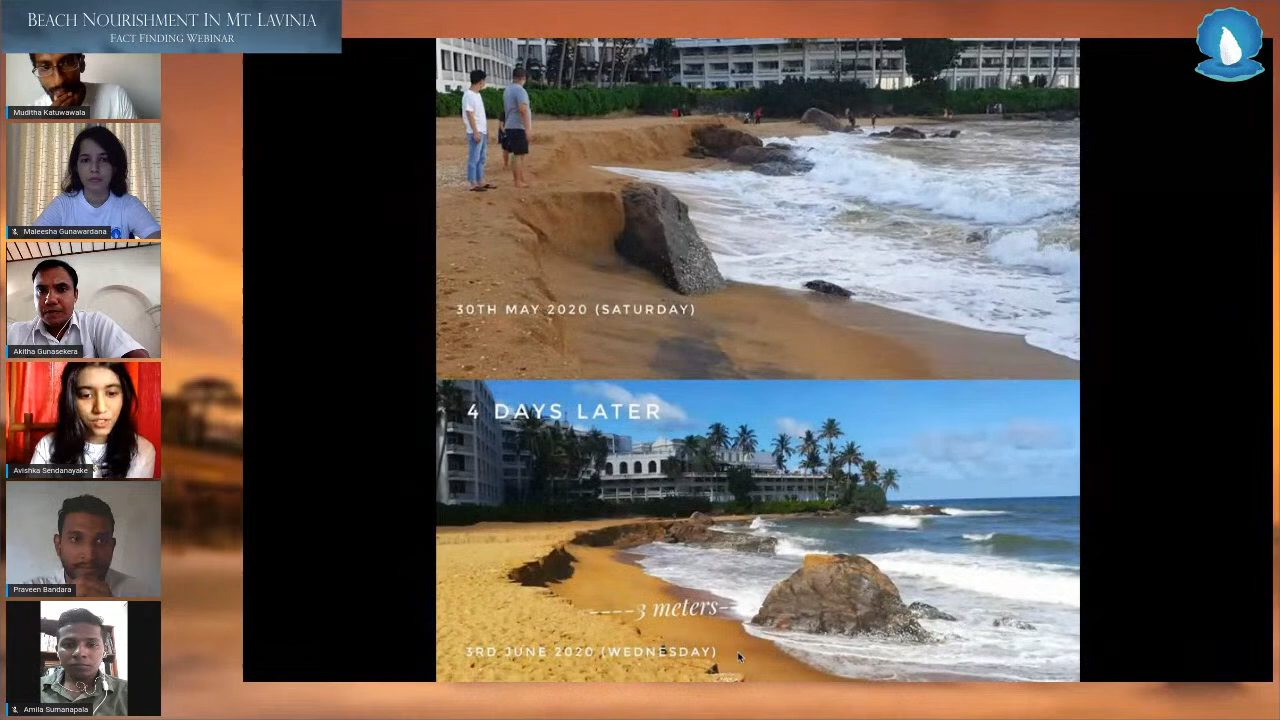 BEACH NOURISHMENT IN MT. LAVINIA
FACT FINDING WEBINAR
Muditha Katuwawala
Maleesha Gunawardana
Akitha Gunasekera
Avishka Sendanayake
Praveen Bandara
Amila Sumanapala
30TH MAY 2020 (SATURDAY)
4 DAYS LATER
----3 meters--
3RD JUNE 2020 (WEDNESDAY)